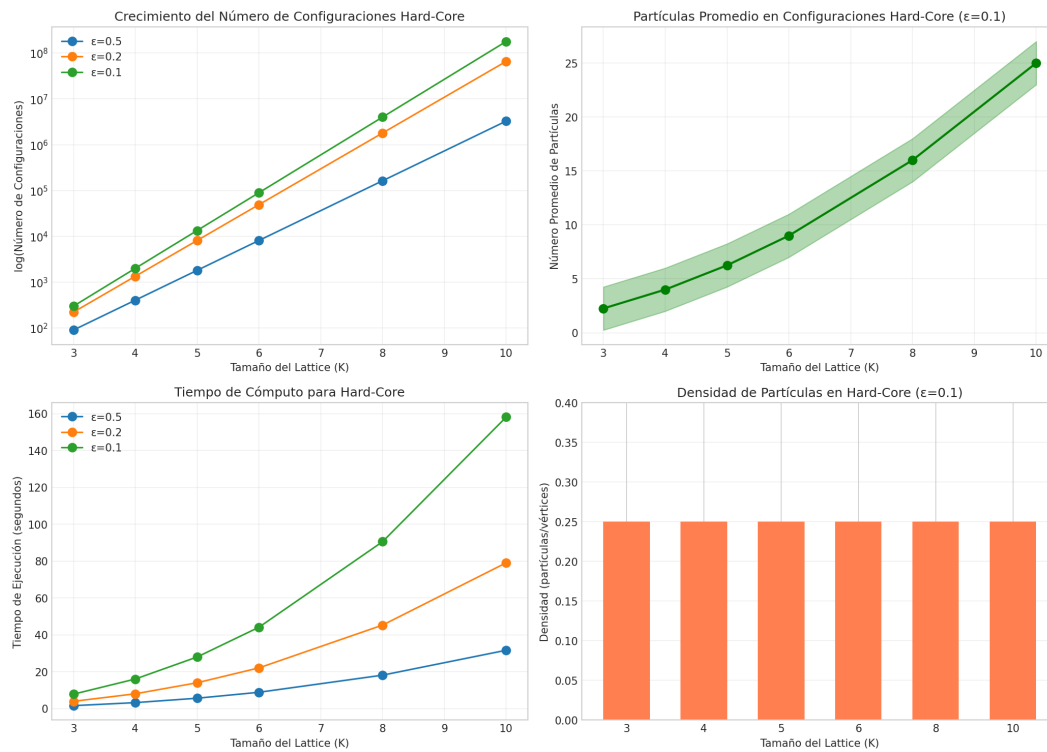 Crecimiento del Número de Configuraciones Hard-Core
ε=0.5
ε=0.2
ε=0.1
log(Número de Configuraciones)
10^8
10^7
10^6
10^5
10^4
10^3
10^2
3 4 5 6 7 8 9 10
Tamaño del Lattice (K)
Partículas Promedio en Configuraciones Hard-Core (ε=0.1)
Número Promedio de Partículas
25
20
15
10
5
0
3 4 5 6 7 8 9 10
Tamaño del Lattice (K)
Tiempo de Cómputo para Hard-Core
ε=0.5
ε=0.2
ε=0.1
Tiempo de Ejecución (segundos)
160
140
120
100
80
60
40
20
0
3 4 5 6 7 8 9 10
Tamaño del Lattice (K)
Densidad de Partículas en Hard-Core (ε=0.1)
Densidad (partículas/vértices)
0.40
0.35
0.30
0.25
0.20
0.15
0.10
0.05
0.00
3 4 5 6 8 10
Tamaño del Lattice (K)